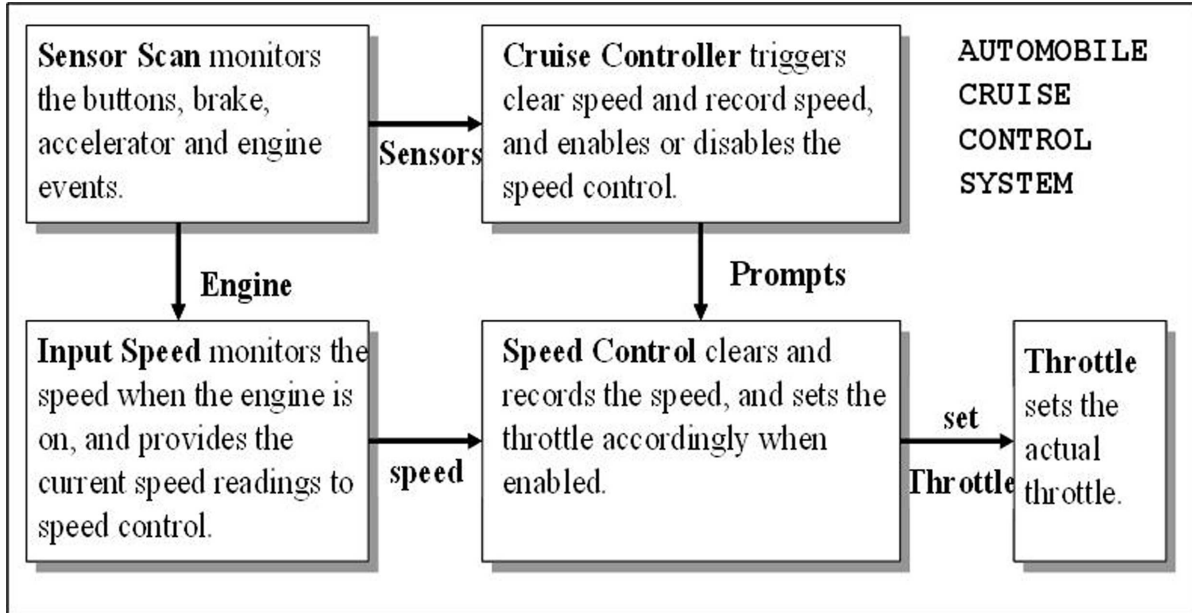 Sensor Scan monitors
the buttons, brake,
accelerator and engine
events.
Sensors
Cruise Controller triggers
clear speed and record speed,
and enables or disables the
speed control.
AUTOMOBILE
CRUISE
CONTROL
SYSTEM
Engine
Prompts
Input Speed monitors the
speed when the engine is
on, and provides the
current speed readings to
speed control.
speed
Speed Control clears and
records the speed, and sets the
throttle accordingly when
enabled.
set
Throttle
Throttle
sets the
actual
throttle.